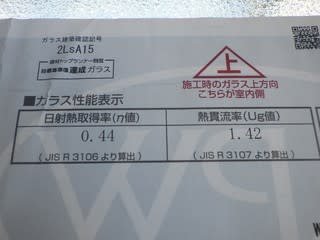 ガラス建築確認記号
2LsA15
建材トップランナー制度
目標基準値達成ガラス
上
施工時のガラス上方向
こちらが室内側
■ガラス性能表示
日射熱取得率(η値)
熱貫流率(Ug値)
0.44
1.42
(JIS R 3106 より算出)
(JIS R 3107 より算出)